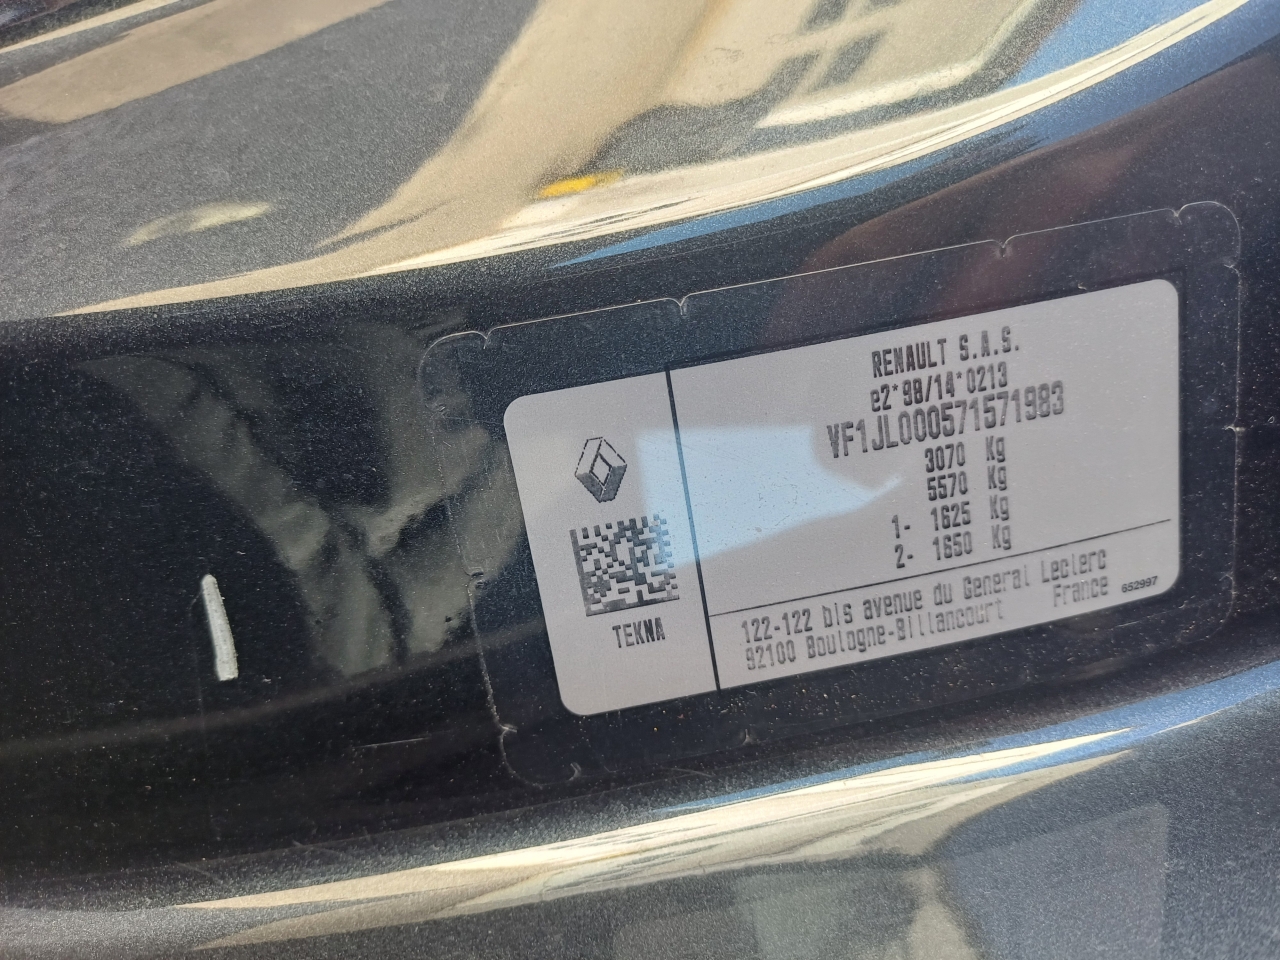 RENAULT S.A.S.
e2*98/14*0213
VF1JL000571571983
3070 Kg
5570 Kg
1- 1625 Kg
2- 1650 Kg
TEKNA
122-122 bis avenue du General Leclerc
92100 Boulogne-Billancourt France 652997